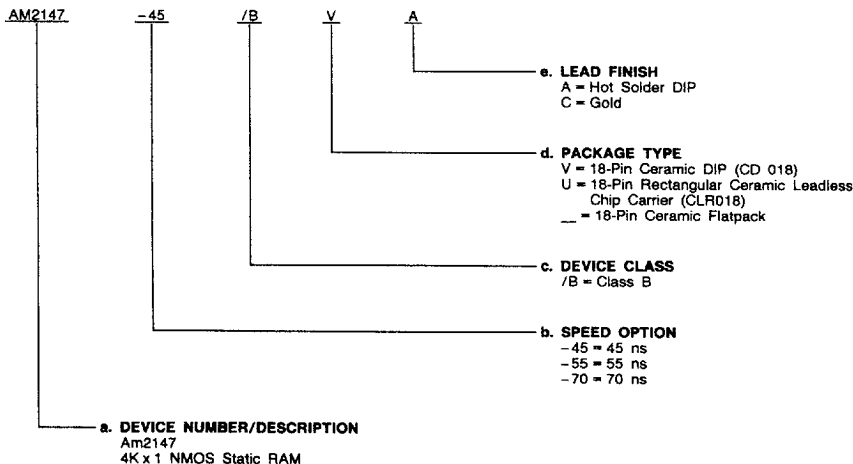 AM2147 -45 /B V A
e. LEAD FINISH
A = Hot Solder DIP
C = Gold
d. PACKAGE TYPE
V = 18-Pin Ceramic DIP (CD 018)
U = 18-Pin Rectangular Ceramic Leadless
Chip Carrier (CLR018)
__ = 18-Pin Ceramic Flatpack
c. DEVICE CLASS
/B = Class B
b. SPEED OPTION
-45 = 45 ns
-55 = 55 ns
-70 = 70 ns
a. DEVICE NUMBER/DESCRIPTION
Am2147
4K x 1 NMOS Static RAM